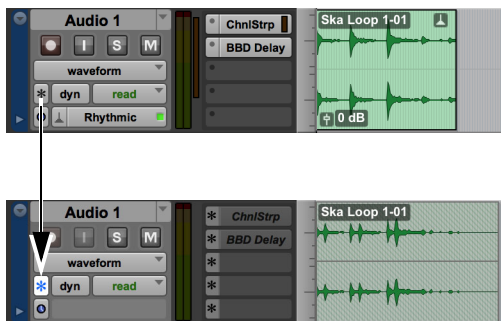 Audio 1
ChnlStrp
Ska Loop 1-01
I S M
BBD Delay
waveform
* dyn read
Rhythmic
0 dB
Audio 1
* ChnlStrp
Ska Loop 1-01
I S M
* BBD Delay
waveform
*
* dyn read
*
*